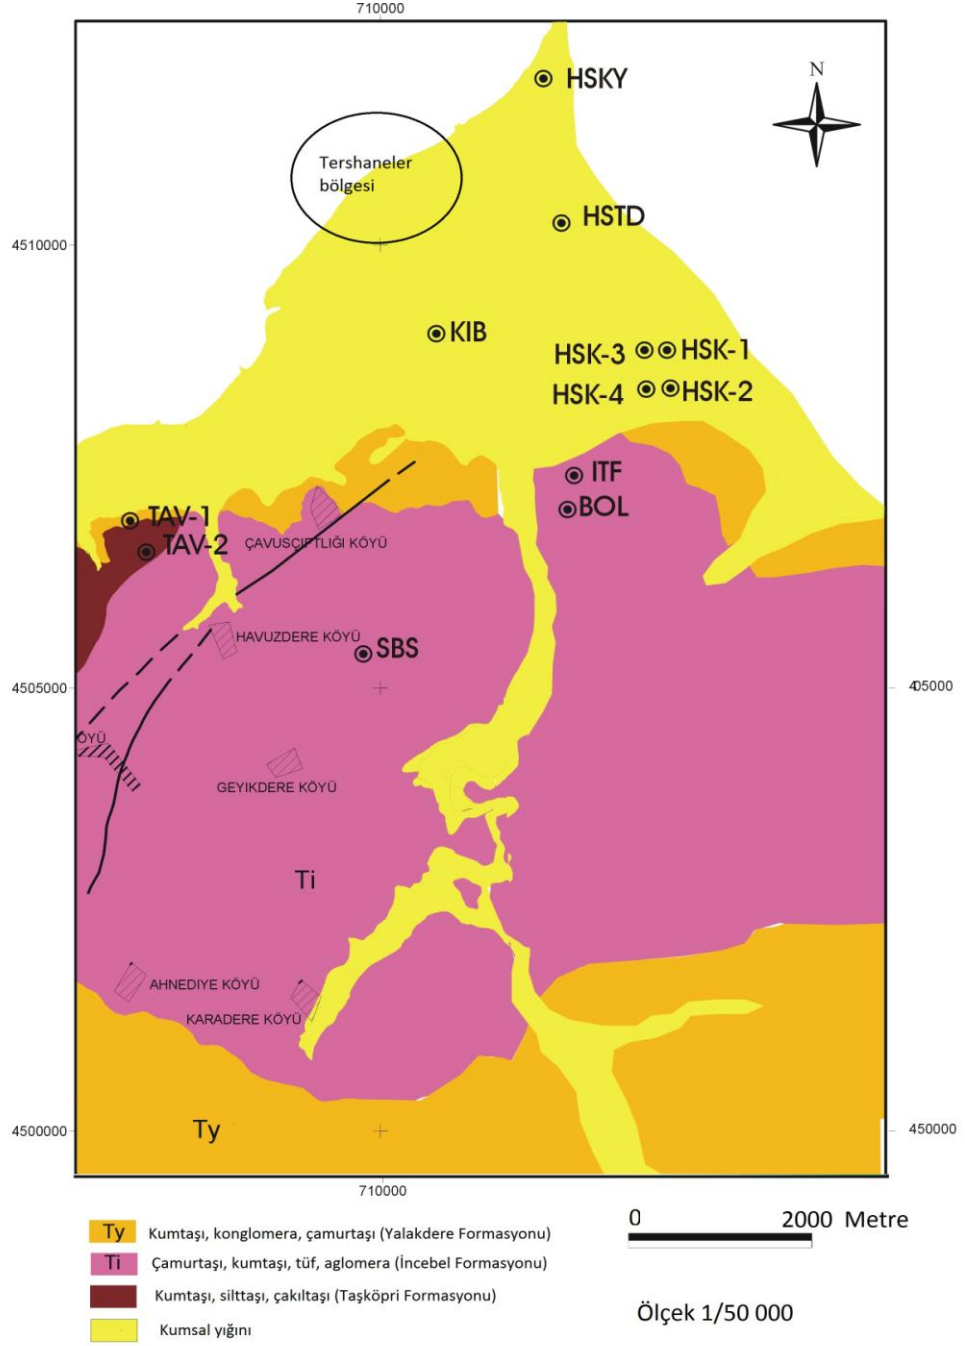 710000
N
HSKY
Tershaneler
bölgesi
HSTD
4510000
KIB
HSK-3
HSK-1
HSK-4
HSK-2
ITF
BOL
TAV-1
TAV-2
ÇAVUSÇIFTLIĞI KÖYÜ
HAVUZDERE KÖYÜ
SBS
4505000
405000
ÖYÜ
GEYIKDERE KÖYÜ
Ti
AHNEDIYE KÖYÜ
KARADERE KÖYÜ
Ty
4500000
450000
710000
Ty Kumtaşı, konglomera, çamurtaşı (Yalakdere Formasyonu)
Ti Çamurtaşı, kumtaşı, tüf, aglomera (İncebel Formasyonu)
Kumtaşı, silttaşı, çakıltaşı (Taşköpri Formasyonu)
Kumsal yığını
0 2000 Metre
Ölçek 1/50 000